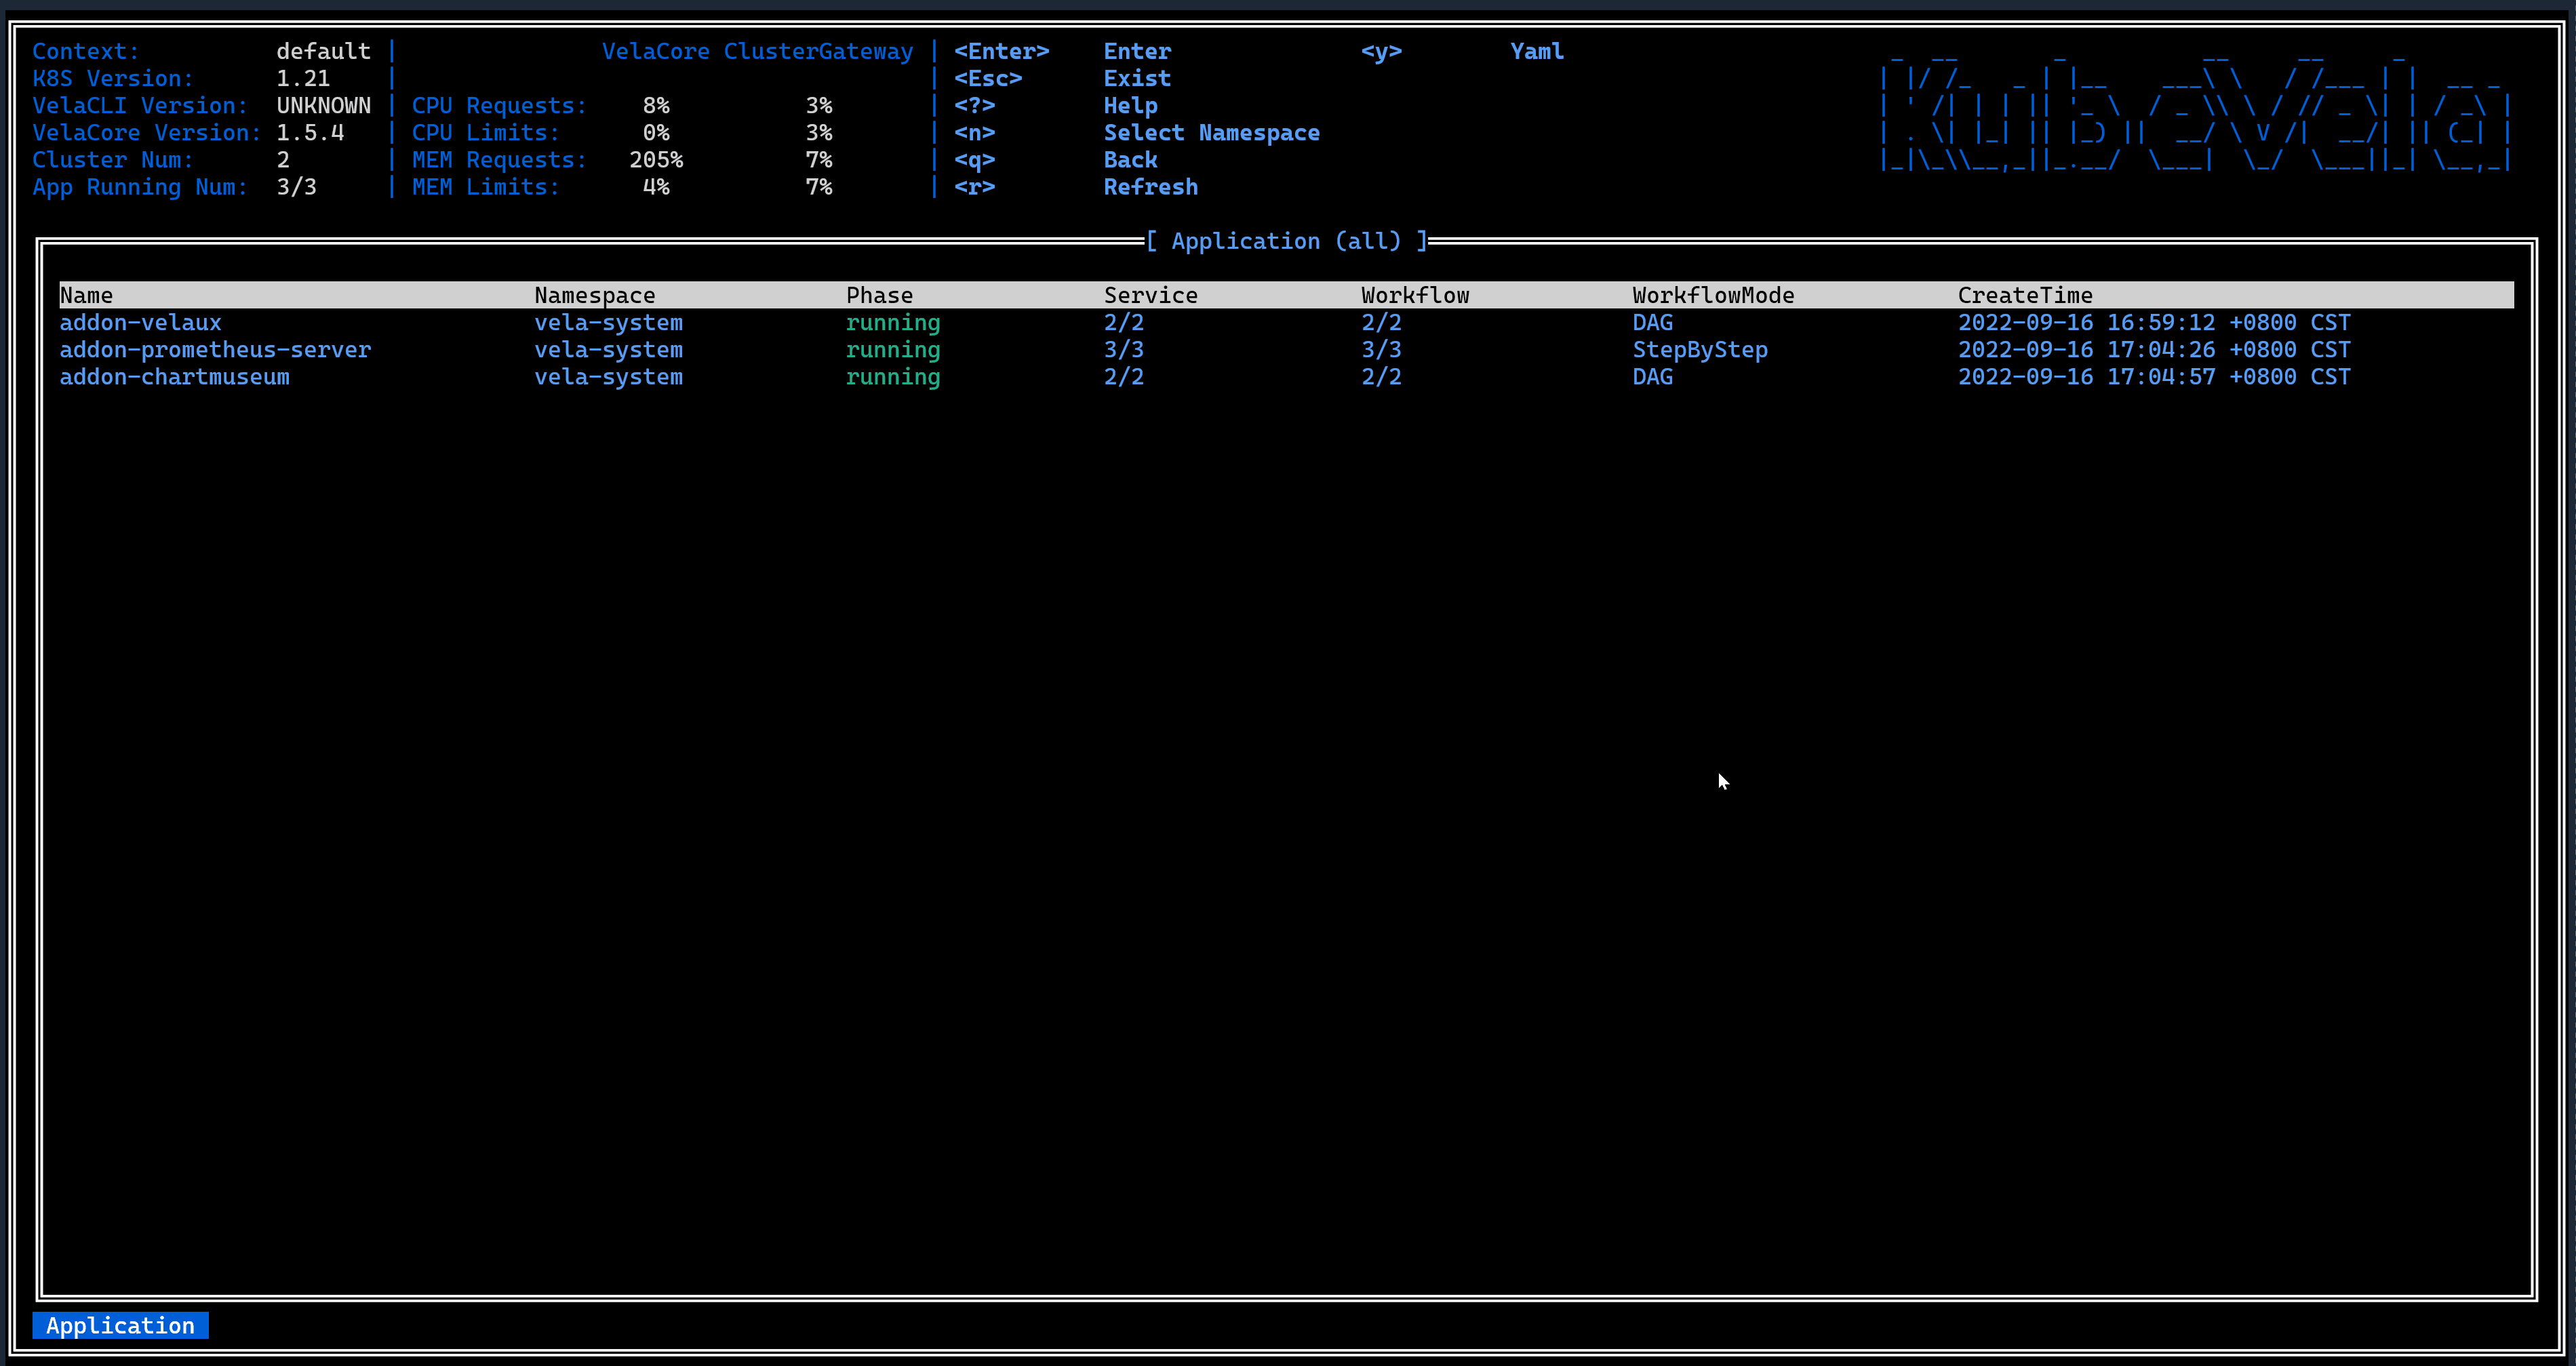 Context: default | VelaCore ClusterGateway | <Enter> Enter <y> Yaml
K8S Version: 1.21 | | <Esc> Exist
VelaCLI Version: UNKNOWN | CPU Requests: 8% 3% | <?> Help
VelaCore Version: 1.5.4 | CPU Limits: 0% 3% | <n> Select Namespace
Cluster Num: 2 | MEM Requests: 205% 7% | <q> Back
App Running Num: 3/3 | MEM Limits: 4% 7% | <r> Refresh
KubeVela
[ Application (all) ]
Name Namespace Phase Service Workflow WorkflowMode CreateTime
addon-velaux vela-system running 2/2 2/2 DAG 2022-09-16 16:59:12 +0800 CST
addon-prometheus-server vela-system running 3/3 3/3 StepByStep 2022-09-16 17:04:26 +0800 CST
addon-chartmuseum vela-system running 2/2 2/2 DAG 2022-09-16 17:04:57 +0800 CST
Application